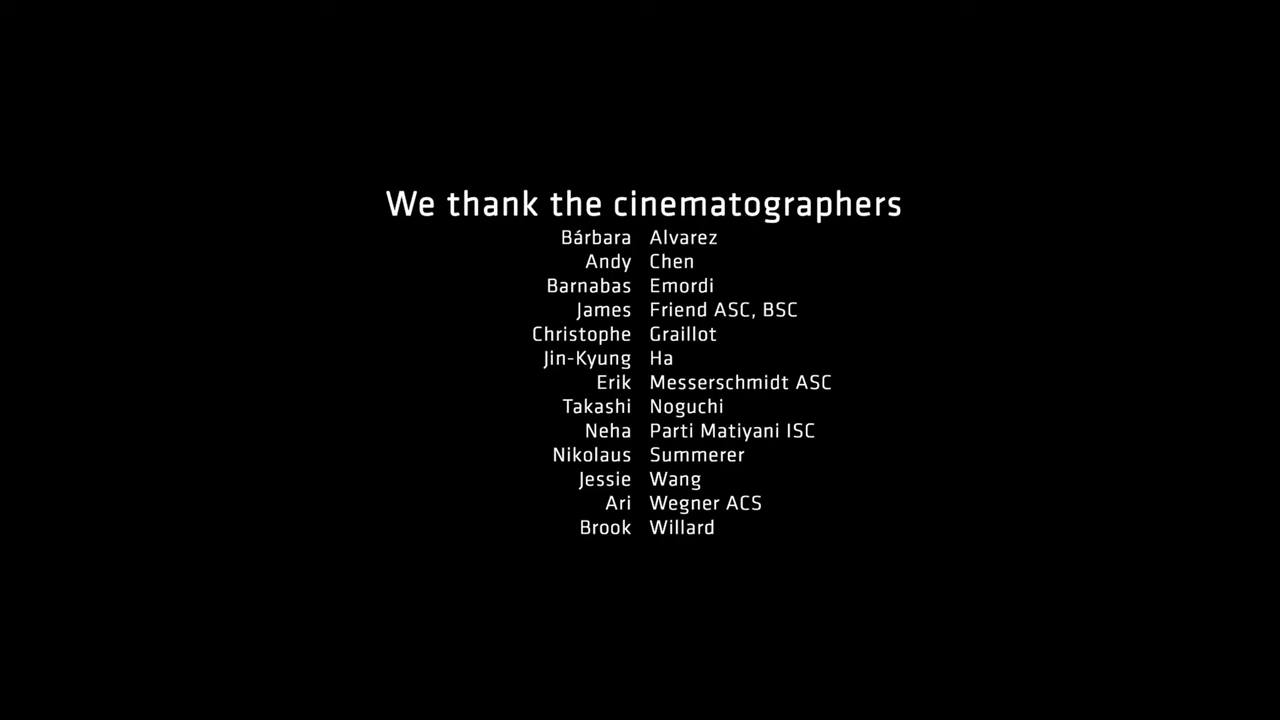 We thank the cinematographers
Bárbara Alvarez
Andy Chen
Barnabas Emordi
James Friend ASC, BSC
Christophe Graillot
Jin-Kyung Ha
Erik Messerschmidt ASC
Takashi Noguchi
Neha Parti Matiyani ISC
Nikolaus Summerer
Jessie Wang
Ari Wegner ACS
Brook Willard